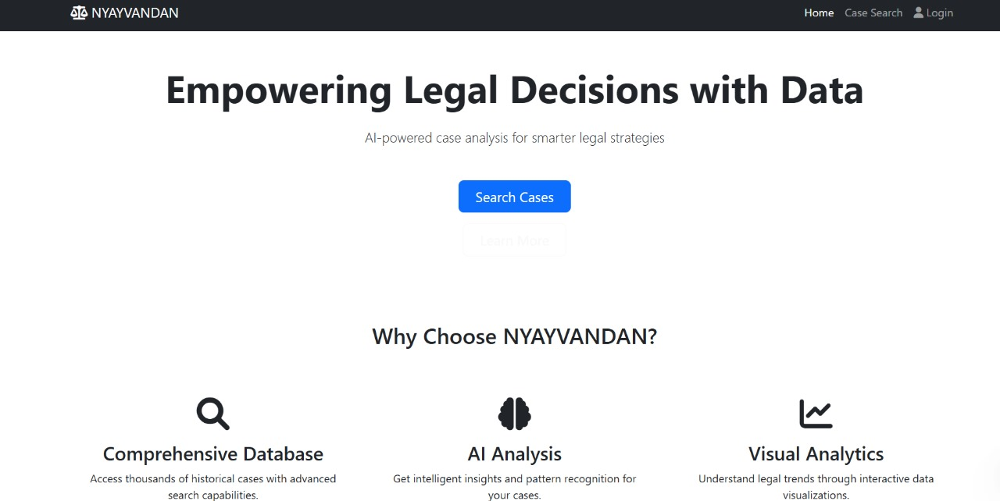 NYAYVANDAN
Home Case Search Login
Empowering Legal Decisions with Data
AI-powered case analysis for smarter legal strategies
Search Cases
Learn More
Why Choose NYAYVANDAN?
Comprehensive Database
Access thousands of historical cases with advanced
search capabilities.
AI Analysis
Get intelligent insights and pattern recognition for
your cases.
Visual Analytics
Understand legal trends through interactive data
visualizations.